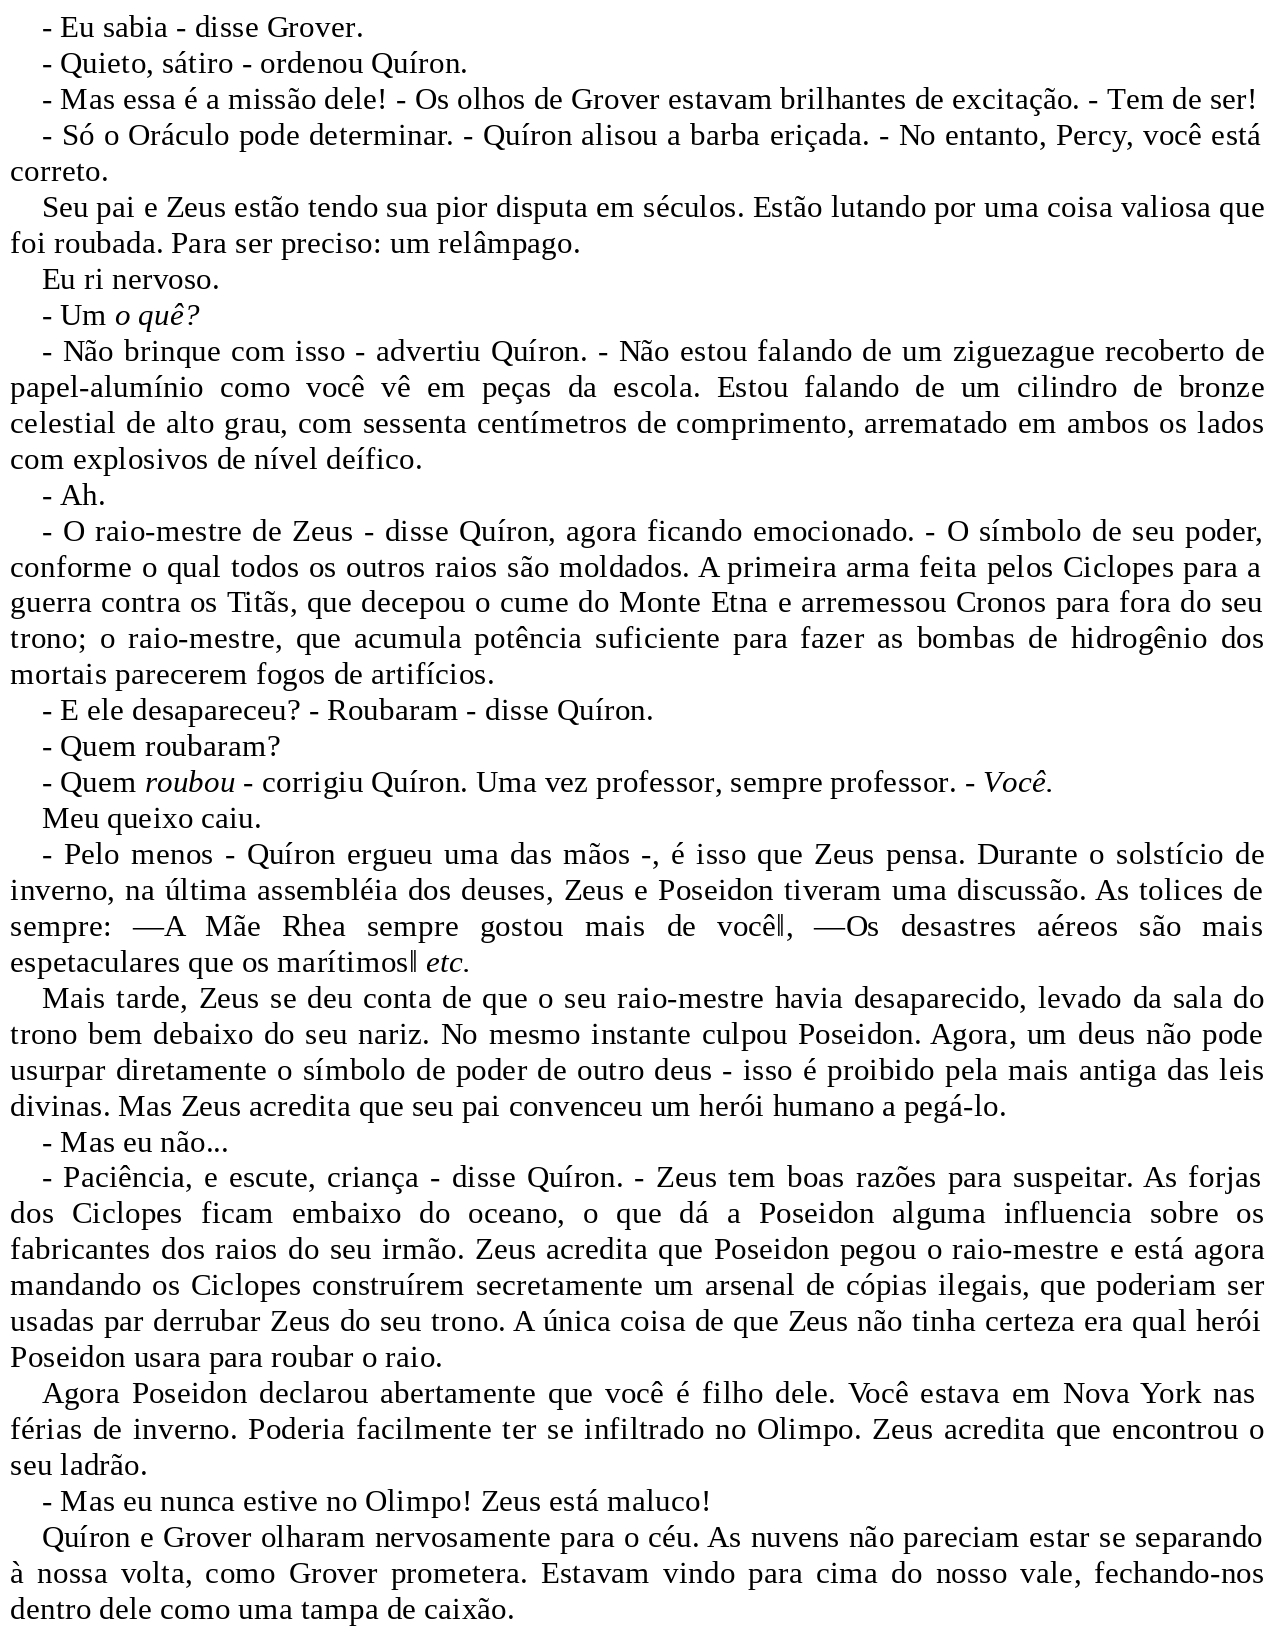 - Eu sabia - disse Grover.
- Quieto, sátiro - ordenou Quíron.
- Mas essa é a missão dele! - Os olhos de Grover estavam brilhantes de excitação. - Tem de ser!
- Só o Oráculo pode determinar. - Quíron alisou a barba eriçada. - No entanto, Percy, você está
correto.
Seu pai e Zeus estão tendo sua pior disputa em séculos. Estão lutando por uma coisa valiosa que
foi roubada. Para ser preciso: um relâmpago.
Eu ri nervoso.
- Um o quê?
- Não brinque com isso - advertiu Quíron. - Não estou falando de um ziguezague recoberto de
papel-alumínio como você vê em peças da escola. Estou falando de um cilindro de bronze
celestial de alto grau, com sessenta centímetros de comprimento, arrematado em ambos os lados
com explosivos de nível deífico.
- Ah.
- O raio-mestre de Zeus - disse Quíron, agora ficando emocionado. - O símbolo de seu poder,
conforme o qual todos os outros raios são moldados. A primeira arma feita pelos Ciclopes para a
guerra contra os Titãs, que decepou o cume do Monte Etna e arremessou Cronos para fora do seu
trono; o raio-mestre, que acumula potência suficiente para fazer as bombas de hidrogênio dos
mortais parecerem fogos de artifícios.
- E ele desapareceu? - Roubaram - disse Quíron.
- Quem roubaram?
- Quem roubou - corrigiu Quíron. Uma vez professor, sempre professor. - Você.
Meu queixo caiu.
- Pelo menos - Quíron ergueu uma das mãos -, é isso que Zeus pensa. Durante o solstício de
inverno, na última assembléia dos deuses, Zeus e Poseidon tiveram uma discussão. As tolices de
sempre: ―A Mãe Rhea sempre gostou mais de você‖, ―Os desastres aéreos são mais
espetaculares que os marítimos‖ etc.
Mais tarde, Zeus se deu conta de que o seu raio-mestre havia desaparecido, levado da sala do
trono bem debaixo do seu nariz. No mesmo instante culpou Poseidon. Agora, um deus não pode
usurpar diretamente o símbolo de poder de outro deus - isso é proibido pela mais antiga das leis
divinas. Mas Zeus acredita que seu pai convenceu um herói humano a pegá-lo.
- Mas eu não...
- Paciência, e escute, criança - disse Quíron. - Zeus tem boas razões para suspeitar. As forjas
dos Ciclopes ficam embaixo do oceano, o que dá a Poseidon alguma influencia sobre os
fabricantes dos raios do seu irmão. Zeus acredita que Poseidon pegou o raio-mestre e está agora
mandando os Ciclopes construírem secretamente um arsenal de cópias ilegais, que poderiam ser
usadas par derrubar Zeus do seu trono. A única coisa de que Zeus não tinha certeza era qual herói
Poseidon usara para roubar o raio.
Agora Poseidon declarou abertamente que você é filho dele. Você estava em Nova York nas
férias de inverno. Poderia facilmente ter se infiltrado no Olimpo. Zeus acredita que encontrou o
seu ladrão.
- Mas eu nunca estive no Olimpo! Zeus está maluco!
Quíron e Grover olharam nervosamente para o céu. As nuvens não pareciam estar se separando
à nossa volta, como Grover prometera. Estavam vindo para cima do nosso vale, fechando-nos
dentro dele como uma tampa de caixão.